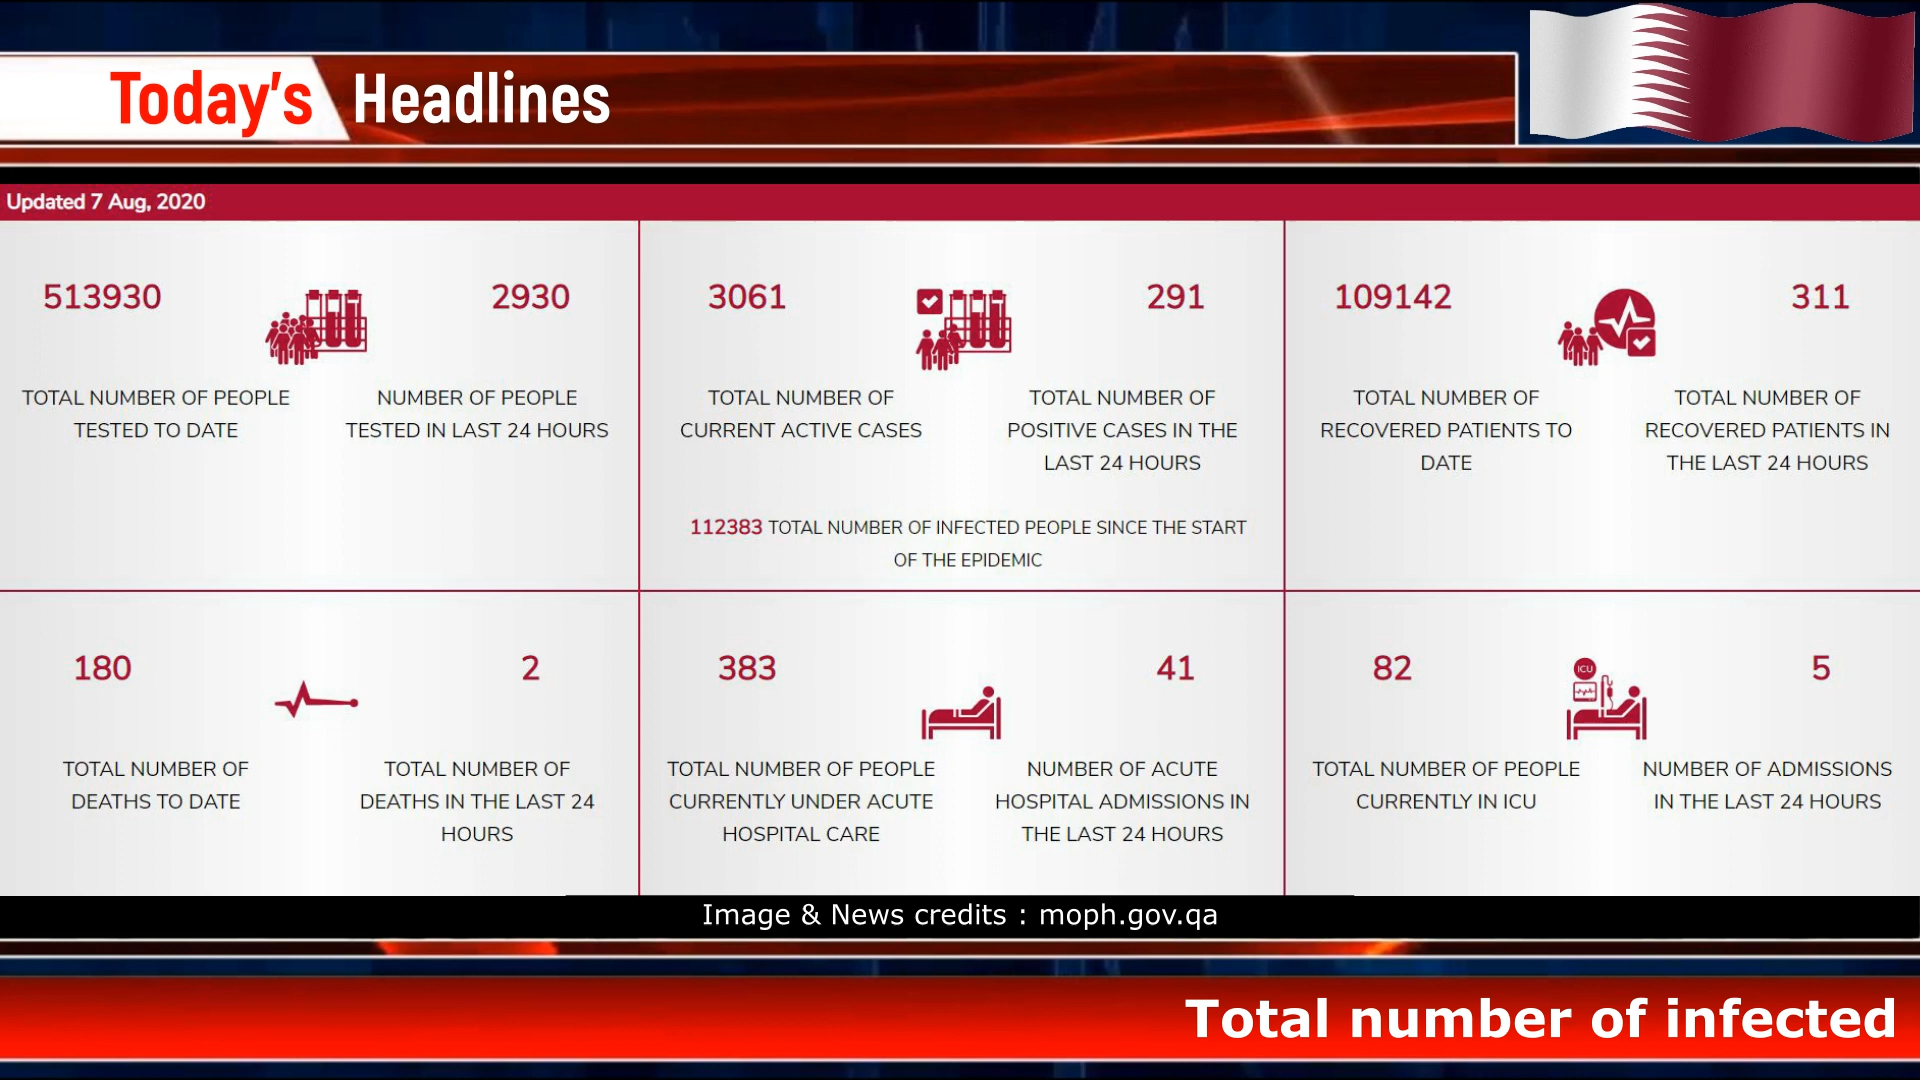 Today's Headlines
Updated 7 Aug, 2020
513930
2930
TOTAL NUMBER OF PEOPLE
TESTED TO DATE
NUMBER OF PEOPLE
TESTED IN LAST 24 HOURS
3061
291
TOTAL NUMBER OF
CURRENT ACTIVE CASES
TOTAL NUMBER OF
POSITIVE CASES IN THE
LAST 24 HOURS
112383 TOTAL NUMBER OF INFECTED PEOPLE SINCE THE START
OF THE EPIDEMIC
109142
311
TOTAL NUMBER OF
RECOVERED PATIENTS TO
DATE
TOTAL NUMBER OF
RECOVERED PATIENTS IN
THE LAST 24 HOURS
180
2
TOTAL NUMBER OF
DEATHS TO DATE
TOTAL NUMBER OF
DEATHS IN THE LAST 24
HOURS
383
41
TOTAL NUMBER OF PEOPLE
CURRENTLY UNDER ACUTE
HOSPITAL CARE
NUMBER OF ACUTE
HOSPITAL ADMISSIONS IN
THE LAST 24 HOURS
82
ICU
5
TOTAL NUMBER OF PEOPLE
CURRENTLY IN ICU
NUMBER OF ADMISSIONS
IN THE LAST 24 HOURS
Image & News credits : moph.gov.qa
Total number of infected